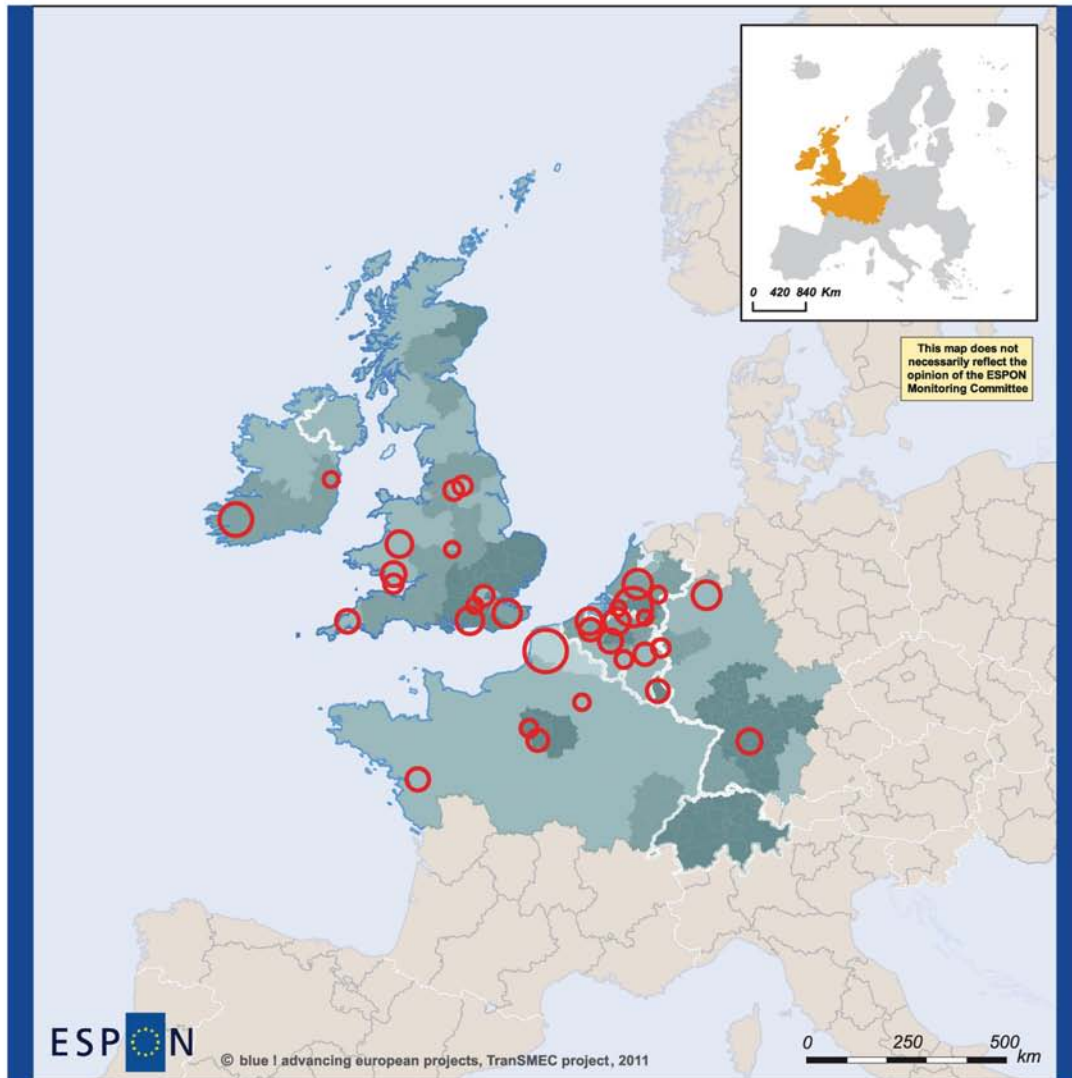 0 420 840 Km
This map does not
necessarily reflect the
opinion of the ESPON
Monitoring Committee
ESPON
© blue ! advancing european projects, TranSMEC project, 2011
0 250 500
km